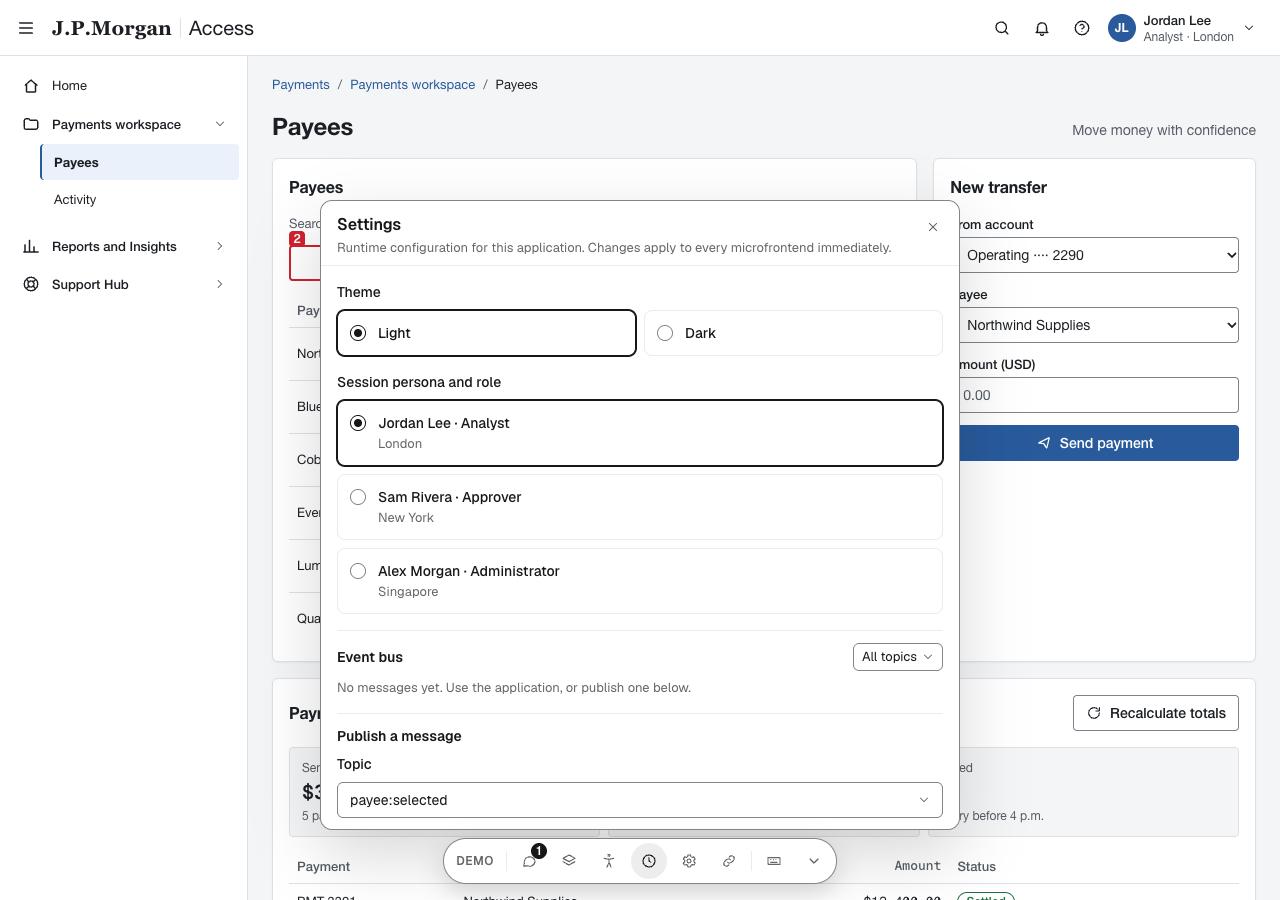 J.P.Morgan Access
JL
Jordan Lee
Analyst · London
Home
Payments workspace
Payees
Activity
Reports and Insights
Support Hub
Payments / Payments workspace / Payees
Payees
Move money with confidence
Payees
2
New transfer
Operating ···· 2290
Northwind Supplies
(USD)
0.00
Send payment
Settings
Runtime configuration for this application. Changes apply to every microfrontend immediately.
Theme
Light
Dark
Session persona and role
Jordan Lee · Analyst
London
Sam Rivera · Approver
New York
Alex Morgan · Administrator
Singapore
Event bus
All topics
No messages yet. Use the application, or publish one below.
Publish a message
Topic
payee:selected
Recalculate totals
before 4 p.m.
DEMO
1
Payment
Amount
Status